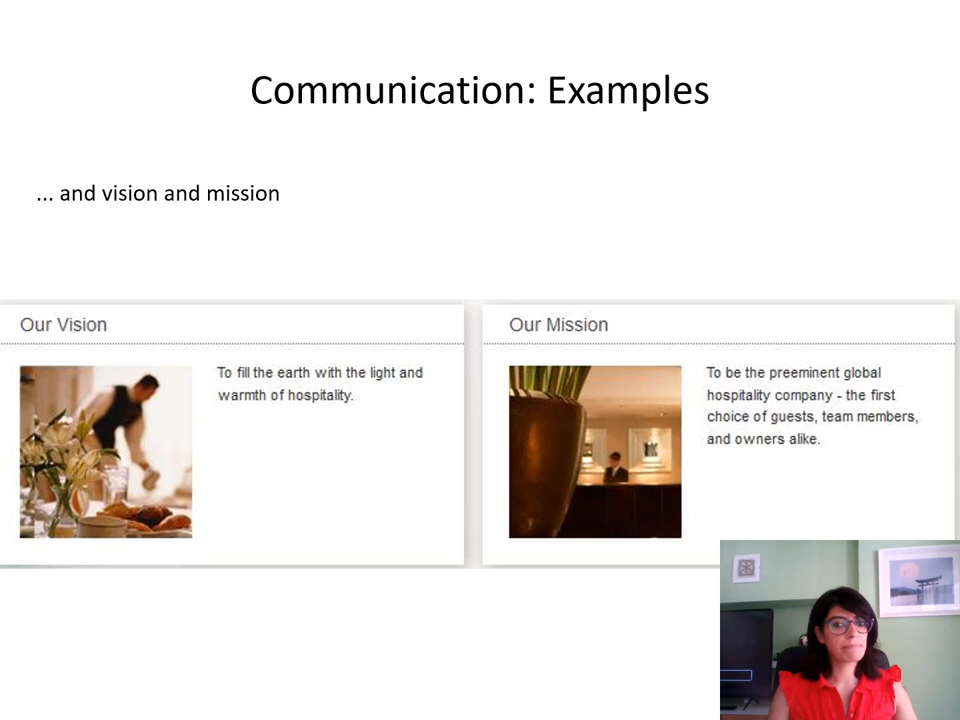 Communication: Examples
... and vision and mission
Our Vision
To fill the earth with the light and
warmth of hospitality.
Our Mission
To be the preeminent global
hospitality company - the first
choice of guests, team members,
and owners alike.